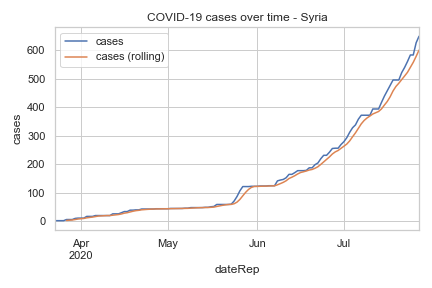 COVID-19 cases over time - Syria
cases
cases (rolling)
600
500
400
300
200
100
0
cases
Apr
2020
May
Jun
Jul
dateRep